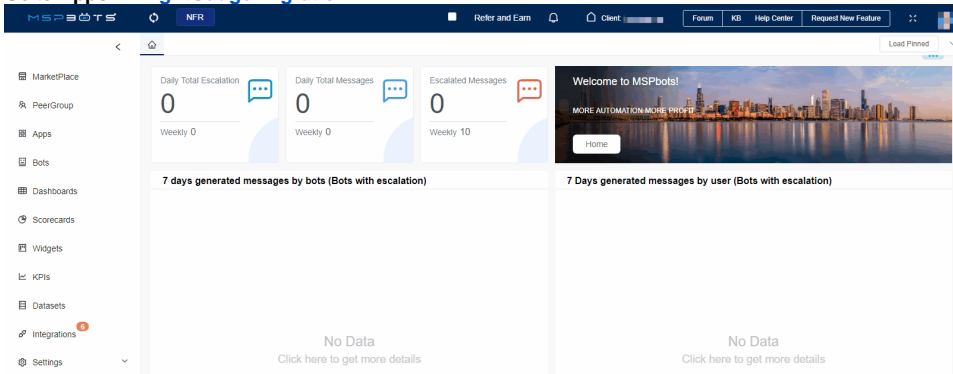 MSPBOTS
NFR
Refer and Earn
Client
Forum
KB
Help Center
Request New Feature
Load Pinned
MarketPlace
PeerGroup
Apps
Bots
Dashboards
Scorecards
Widgets
KPIs
Datasets
Integrations
6
Settings
Daily Total Escalation
0
Weekly 0
Daily Total Messages
0
Weekly 0
Escalated Messages
0
Weekly 10
Welcome to MSPbots!
MORE AUTOMATION MORE PROFIT
Home
7 days generated messages by bots (Bots with escalation)
No Data
Click here to get more details
7 Days generated messages by user (Bots with escalation)
No Data
Click here to get more details